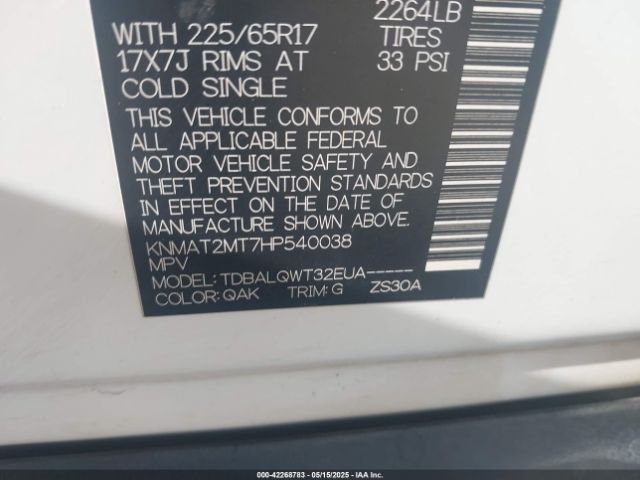 2264LB
WITH 225/65R17 TIRES
17X7J RIMS AT 33 PSI
COLD SINGLE
THIS VEHICLE CONFORMS TO
ALL APPLICABLE FEDERAL
MOTOR VEHICLE SAFETY AND
THEFT PREVENTION STANDARDS
IN EFFECT ON THE DATE OF
MANUFACTURE SHOWN ABOVE.
KNMAT2MT7HP540038
MPV
MODEL: TDBALQWT32EUA-----
COLOR: QAK TRIM: G ZS30A
000-42268783 - 05/15/2025 - IAA Inc.